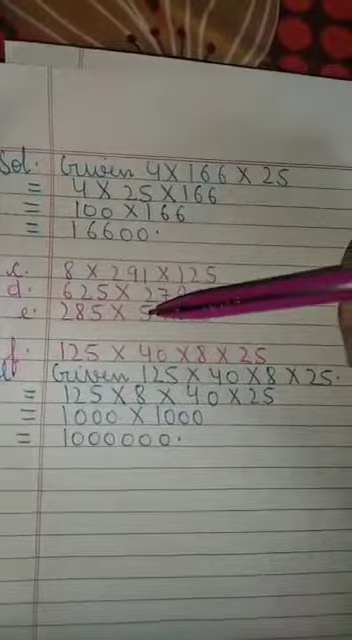 Sol. Given 4 X 166 X 25
= 4 X 25 X 166
= 100 X 166
= 16600.
c. 8 X 291 X 125
d. 625 X
e. 285 X 5
f. 125 X 40 X 8 X 25
Given 125 X 40 X 8 X 25.
= 125 X 8 X 40 X 25
= 1000 X 1000
= 1000000.